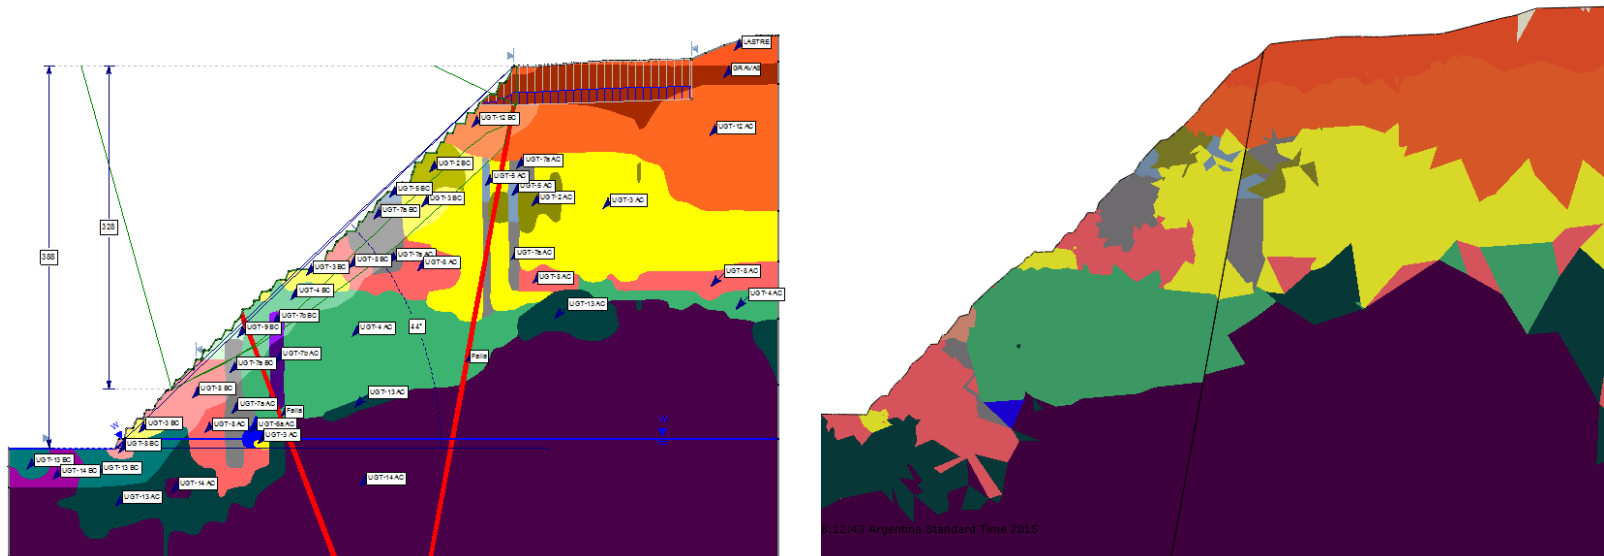 LASTRE
GRAVAS
UGT-12 BC
UGT-12 AC
UGT-2 BC
UGT-7a AC
UGT-5 AC
UGT-5 AC
UGT-5 BC
UGT-3 BC
UGT-2 AC
UGT-3 AC
UGT-7a BC
328
388
UGT-7a AC
UGT-7a AC
UGT-3 BC
UGT-8 BC
UGT-8 AC
UGT-8 AC
UGT-8 AC
UGT-4 BC
UGT-4 AC
UGT-13 AC
UGT-7b BC
UGT-9 BC
UGT-4 AC
44°
UGT-7b AC
Falla
UGT-7a BC
UGT-8 BC
UGT-13 AC
UGT-7a AC
Falla
UGT-3 BC
UGT-8 AC
UGT-6a AC
UGT-3 AC
W
W
UGT-8 BC
UGT-13 BC
UGT-14 BC
UGT-13 BC
UGT-14 AC
UGT-14 AC
UGT-13 AC
8:12:43 Argentina Standard Time 2015